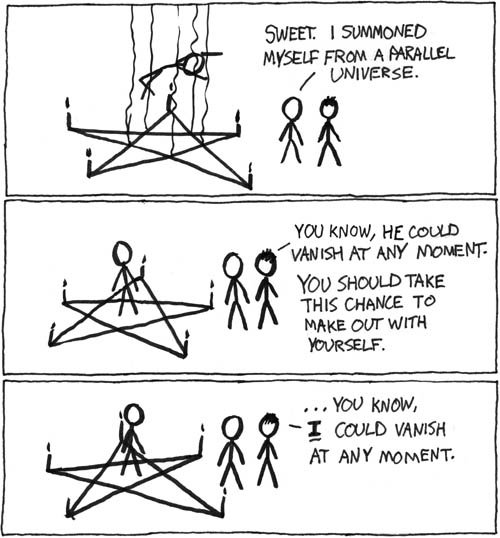 SWEET. I SUMMONED
MYSELF FROM A PARALLEL
UNIVERSE.
YOU KNOW, HE COULD
VANISH AT ANY MOMENT.
YOU SHOULD TAKE
THIS CHANCE TO
MAKE OUT WITH
YOURSELF.
...YOU KNOW,
I COULD VANISH
AT ANY MOMENT.